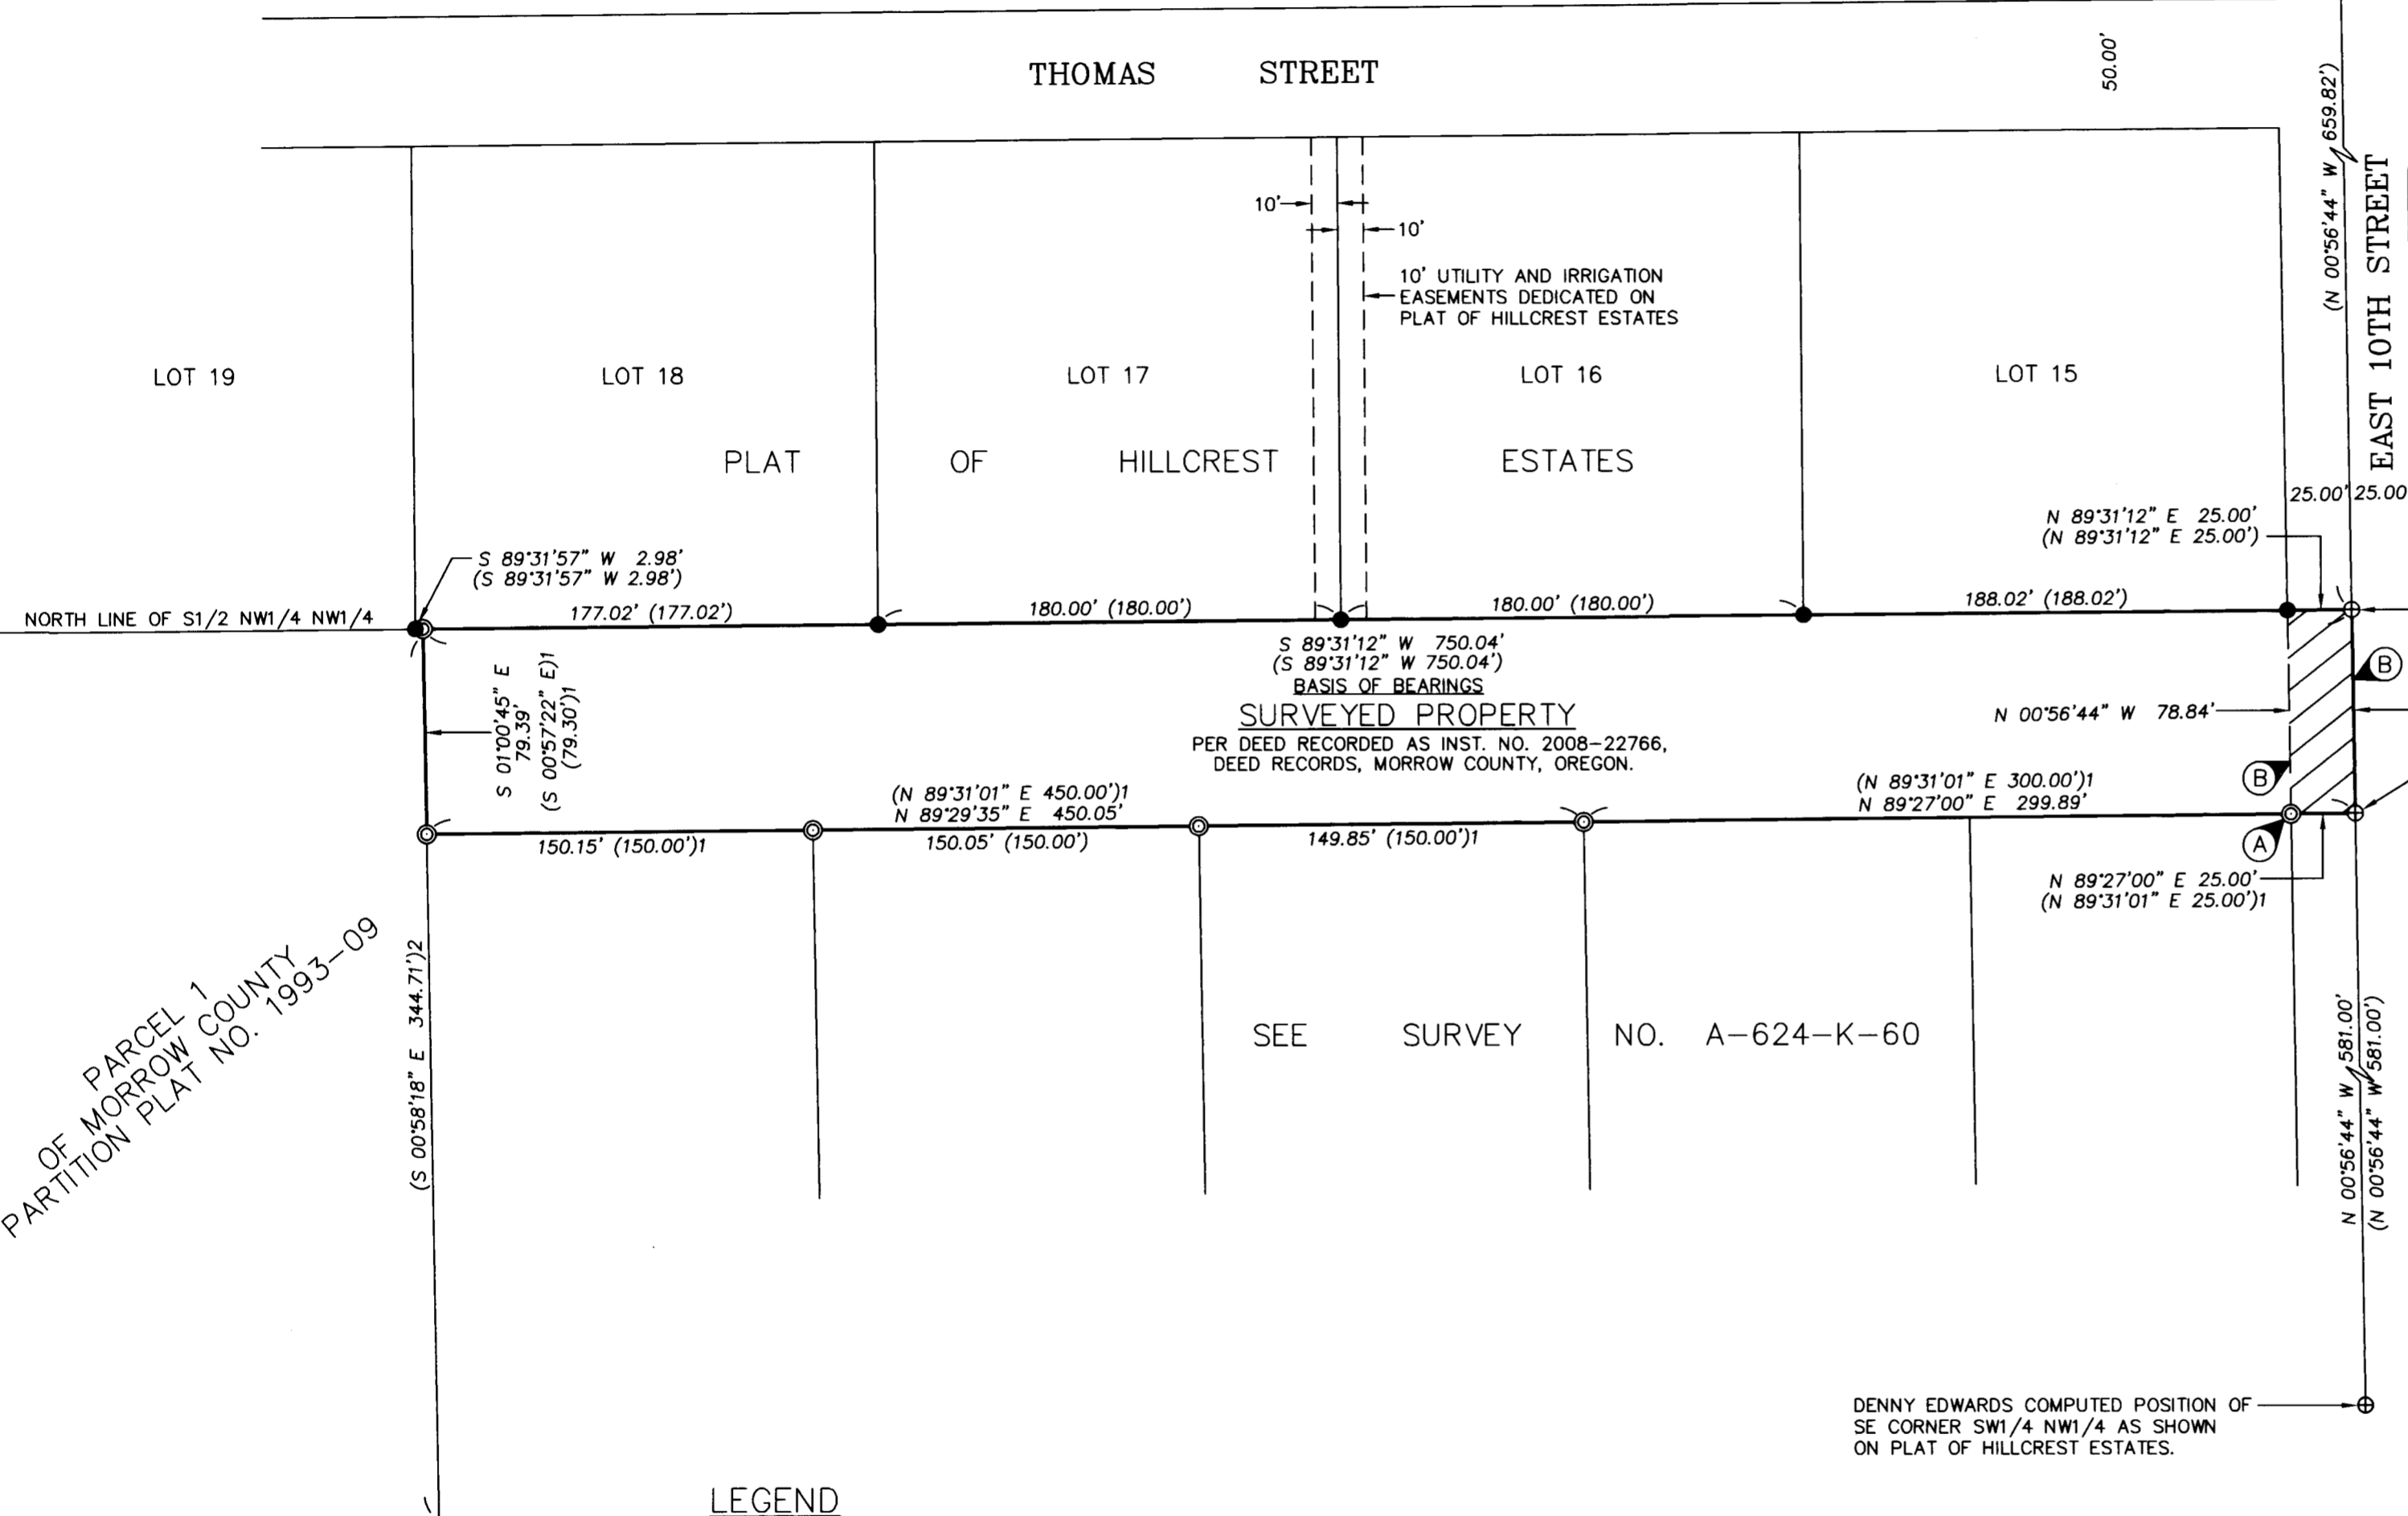 THOMAS STREET
50.00'
(N 00°56'44" W 659.82')
EAST 10TH STREET
10'
10'
10' UTILITY AND IRRIGATION
EASEMENTS DEDICATED ON
PLAT OF HILLCREST ESTATES
LOT 19
LOT 18
LOT 17
LOT 16
LOT 15
PLAT OF HILLCREST ESTATES
25.00' 25.00
N 89°31'12" E 25.00'
(N 89°31'12" E 25.00')
S 89°31'57" W 2.98'
(S 89°31'57" W 2.98')
NORTH LINE OF S1/2 NW1/4 NW1/4
177.02' (177.02')
180.00' (180.00')
180.00' (180.00')
188.02' (188.02')
S 89°31'12" W 750.04'
(S 89°31'12" W 750.04')
BASIS OF BEARINGS
SURVEYED PROPERTY
PER DEED RECORDED AS INST. NO. 2008-22766,
DEED RECORDS, MORROW COUNTY, OREGON.
S 01°00'45" E
79.39'
(S 00°57'22" E)1
(79.30')1
N 00°56'44" W 78.84'
B
B
A
(N 89°31'01" E 450.00')1
N 89°29'35" E 450.05'
(N 89°31'01" E 300.00')1
N 89°27'00" E 299.89'
150.15' (150.00')1
150.05' (150.00')
149.85' (150.00')1
N 89°27'00" E 25.00'
(N 89°31'01" E 25.00')1
PARCEL 1
OF MORROW COUNTY
PARTITION PLAT NO. 1993-09
(S 00°58'18" E 344.71')2
SEE SURVEY NO. A-624-K-60
N 00°56'44" W 581.00'
(N 00°56'44" W 581.00')
DENNY EDWARDS COMPUTED POSITION OF
SE CORNER SW1/4 NW1/4 AS SHOWN
ON PLAT OF HILLCREST ESTATES.
LEGEND